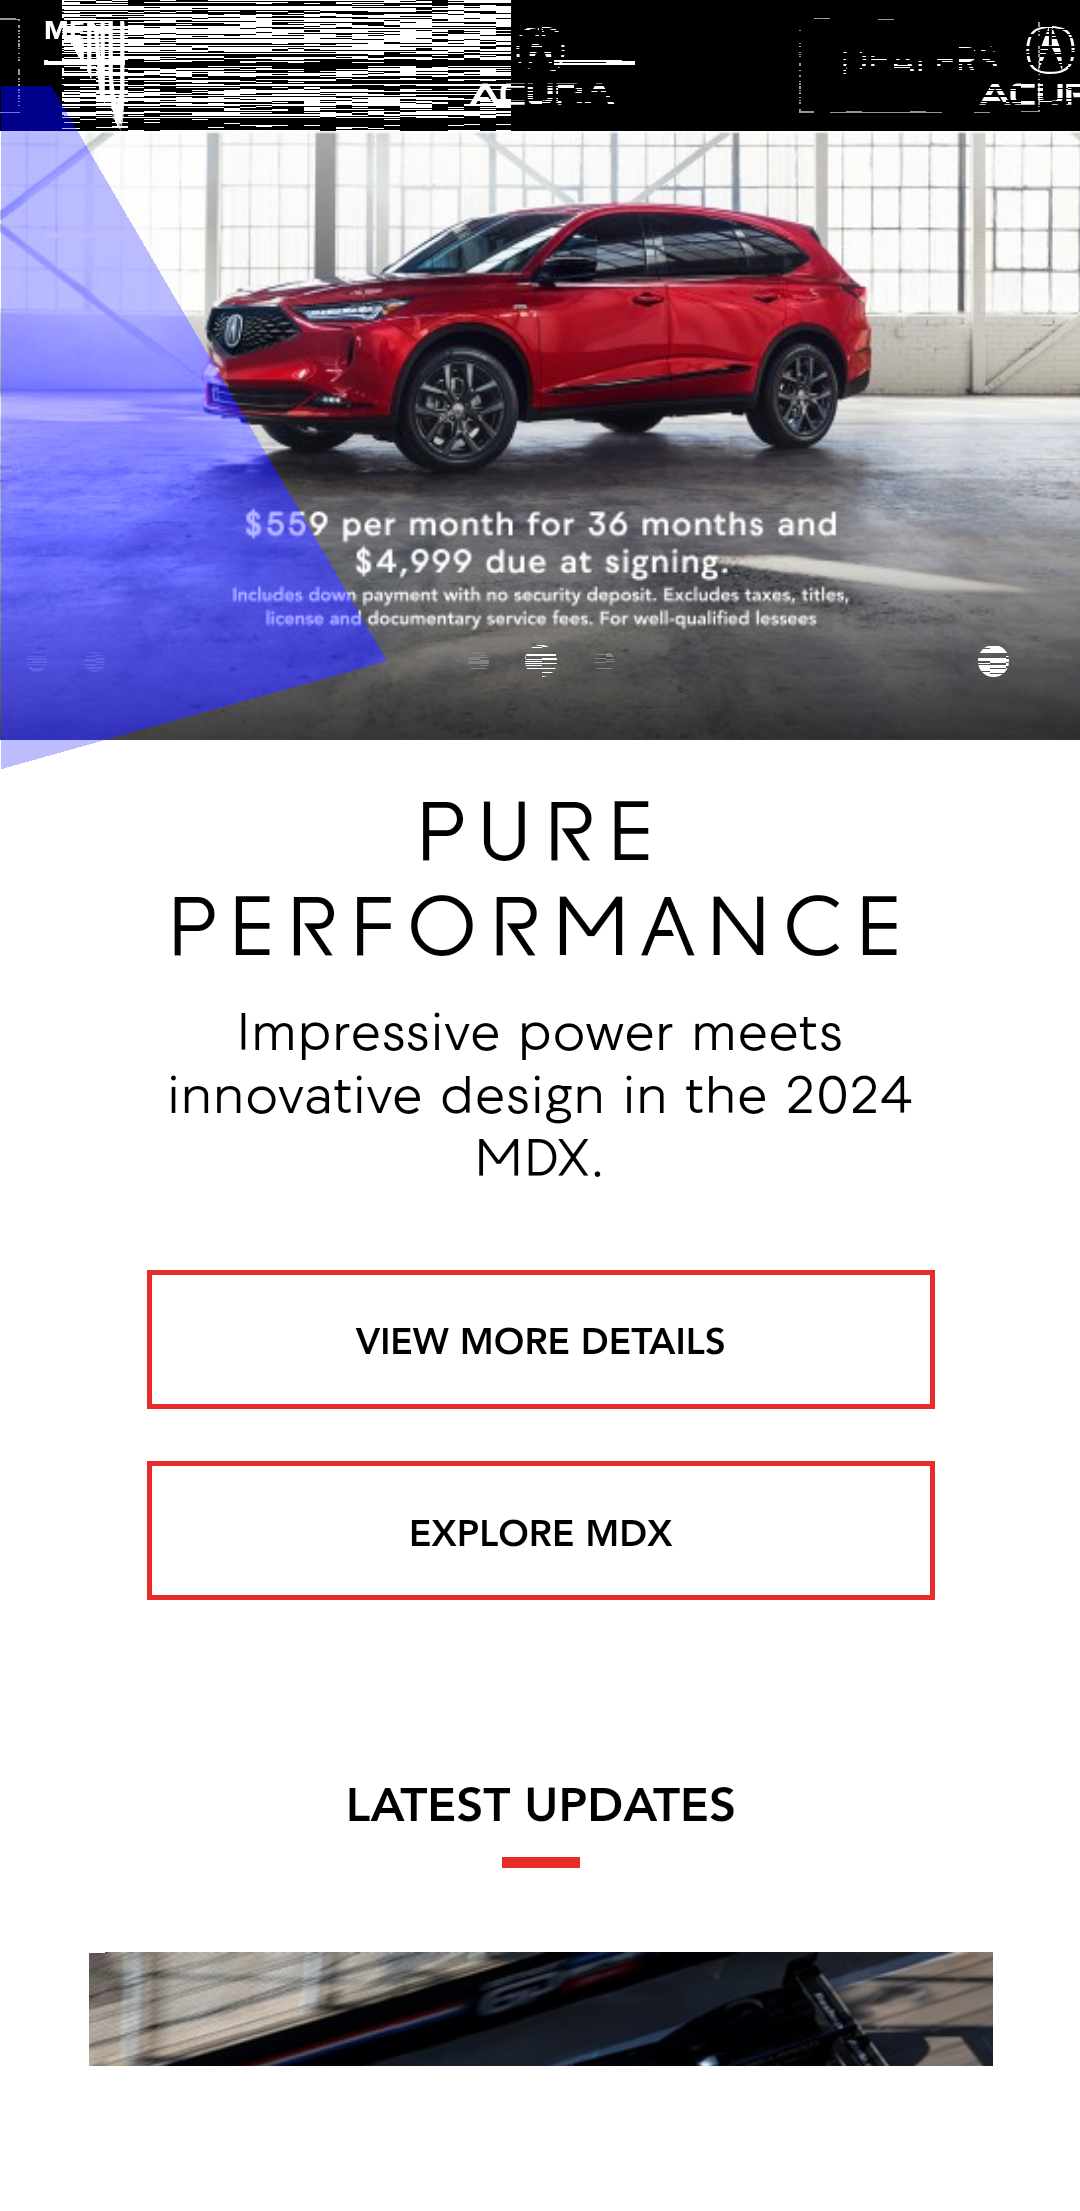 MENU
ACURA
DEALERS
ACUR
$559 per month for 36 months and
$4,999 due at signing.
Includes down payment with no security deposit. Excludes taxes, titles,
license and documentary service fees. For well-qualified lessees
PURE
PERFORMANCE
Impressive power meets
innovative design in the 2024
MDX.
VIEW MORE DETAILS
EXPLORE MDX
LATEST UPDATES